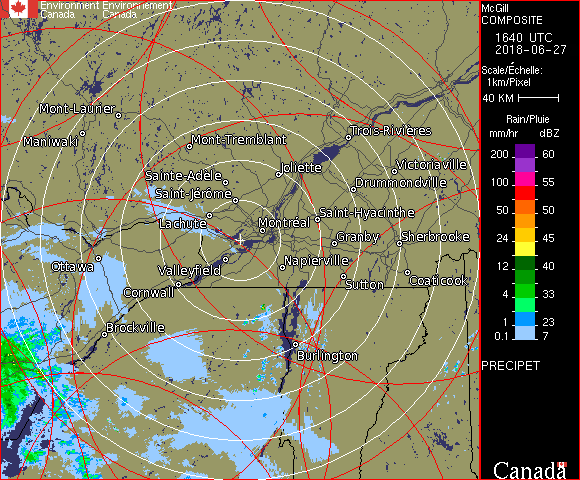 Environment Environnement
Canada Canada
McGill
COMPOSITE
1640 UTC
2018-06-27
Scale/Échelle:
1km/Pixel
40 KM
Rain/Pluie
mm/hr dBZ
200 60
100 55
50 50
24 45
12 40
4 33
1 23
0.1 7
PRECIPET
Canada
Mont-Laurier
Trois-Rivières
Maniwaki
Mont-Tremblant
Joliette
Victoriaville
Sainte-Adèle
Drummondville
Saint-Jérôme
Saint-Hyacinthe
Lachute
Montréal
Granby
Sherbrooke
Ottawa
Valleyfield
Napierville
Cornwall
Sutton
Coaticook
Brockville
Burlington